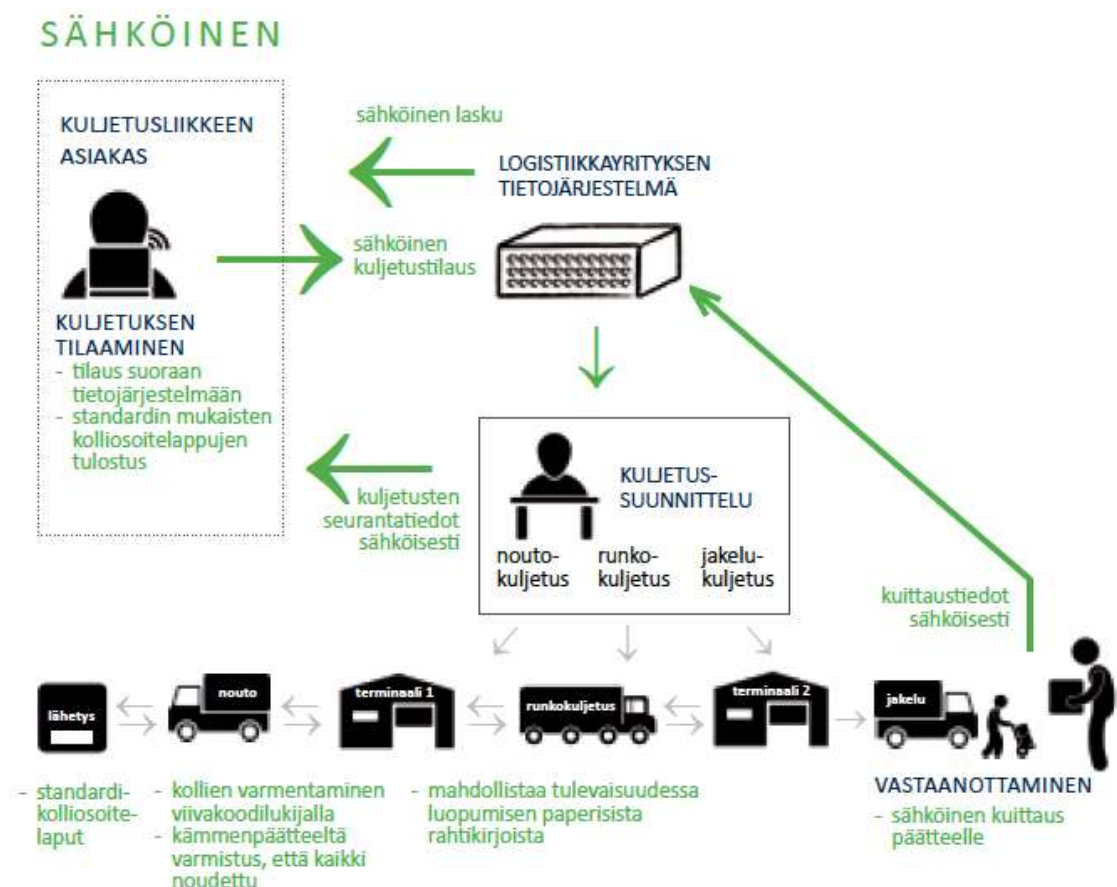 SÄHKÖINEN
KULJETUSLIIKKEEN
ASIAKAS
KULJETUKSEN
TILAAMINEN
- tilaus suoraan
tietojärjestelmään
- standardin mukaisten
kolliosoitelappujen
tulostus
sähköinen lasku
sähköinen
kuljetustilaus
LOGISTIIKKAYRITYKSEN
TIETOJÄRJESTELMÄ
kuljetusten
seurantatiedot
sähköisesti
KULJETUS-
SUUNNITTELU
nouto-
kuljetus
runko-
kuljetus
jakelu-
kuljetus
kuittaustiedot
sähköisesti
lähetys
nouto
terminaali 1
runkokuljetus
terminaali 2
jakelu
- standardi-
kolliosoite-
laput
- kollien varmentaminen
viivakoodilukijalla
- kämmenpäätteeltä
varmistus, että kaikki
noudettu
- mahdollistaa tulevaisuudessa
luopumisen paperisista
rahtikirjoista
VASTAANOTTAMINEN
- sähköinen kuittaus
päätteelle